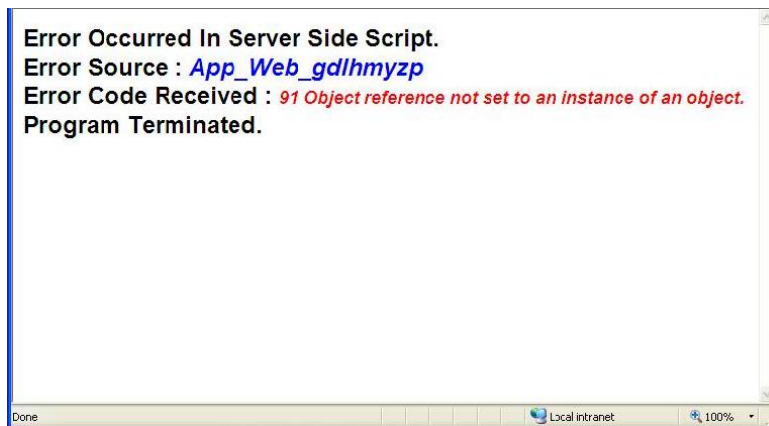 Error Occurred In Server Side Script.
Error Source : App_Web_gdlhmyzp
Error Code Received : 91 Object reference not set to an instance of an object.
Program Terminated.
Done
Local intranet
100%